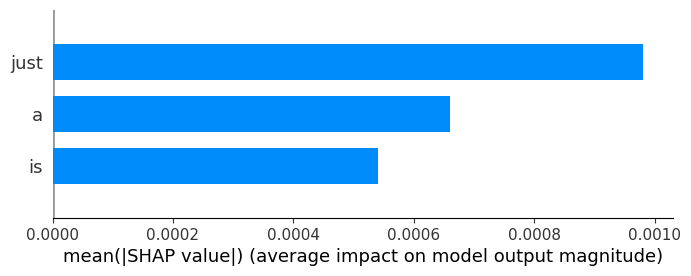 just
a
is
0.0000 0.0002 0.0004 0.0006 0.0008 0.0010
mean(|SHAP value|) (average impact on model output magnitude)